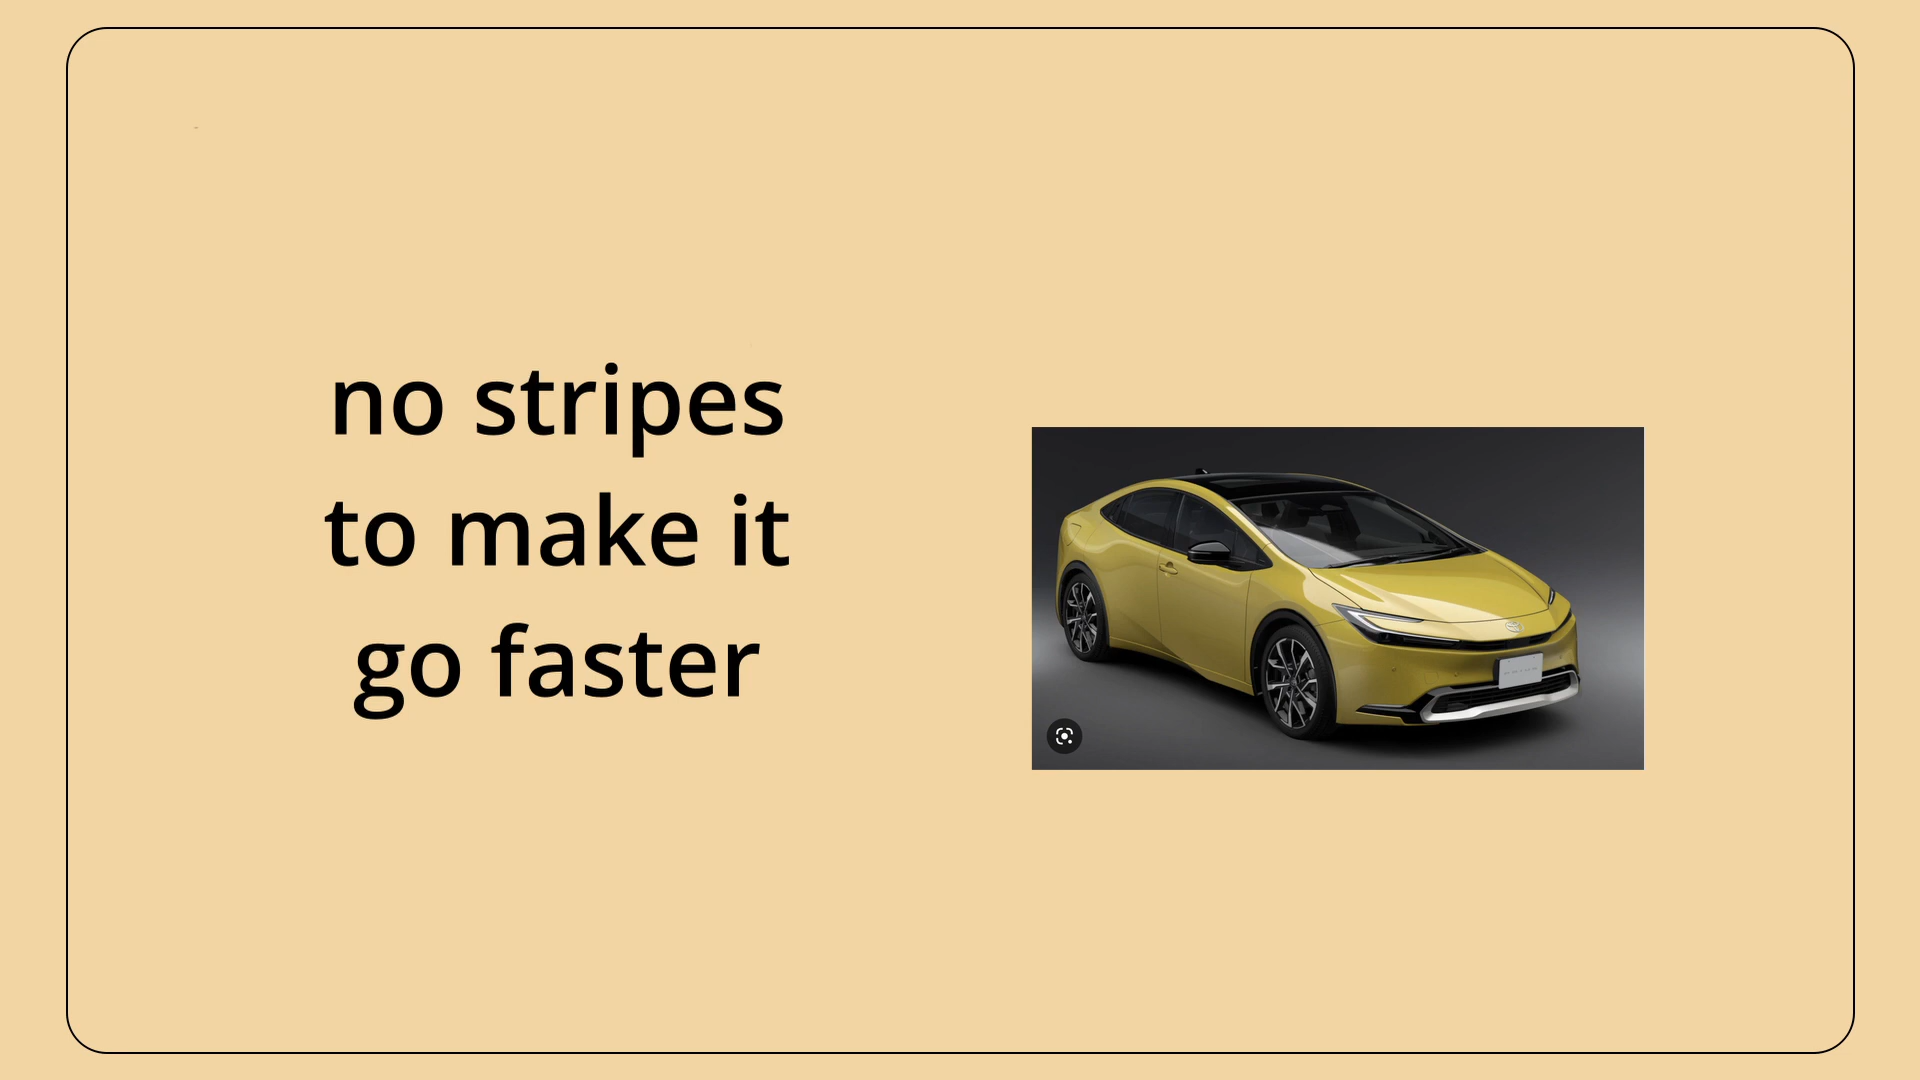 no stripes
to make it
go faster